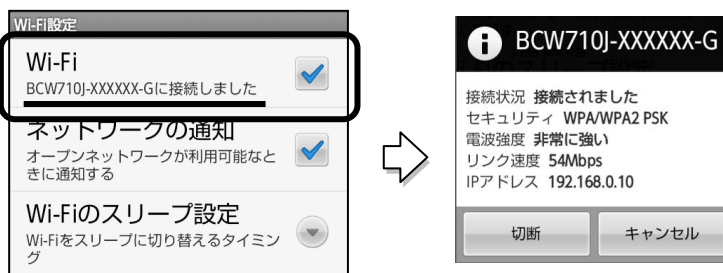 Wi-Fi設定
Wi-Fi
BCW710J-XXXXXX-Gに接続しました
ネットワークの通知
オープンネットワークが利用可能なと
きに通知する
Wi-Fiのスリープ設定
Wi-Fiをスリープに切り替えるタイミン
グ
BCW710J-XXXXXX-G
接続状況 接続されました
セキュリティ WPA/WPA2 PSK
電波強度 非常に強い
リンク速度 54Mbps
IPアドレス 192.168.0.10
切断
キャンセル